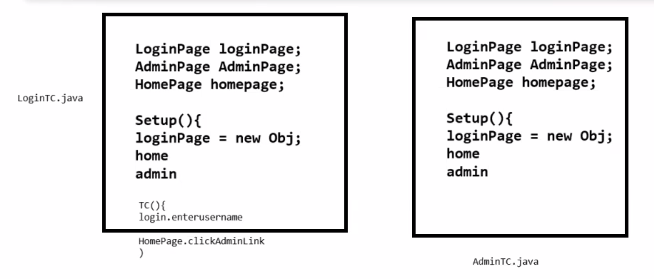 LoginTC.java
LoginPage loginPage;
AdminPage AdminPage;
HomePage homepage;
Setup(){
loginPage = new Obj;
home
admin
TC(){
login.enterusername
HomePage.clickAdminLink
)
LoginPage loginPage;
AdminPage AdminPage;
HomePage homepage;
Setup(){
loginPage = new Obj;
home
admin
AdminTC.java